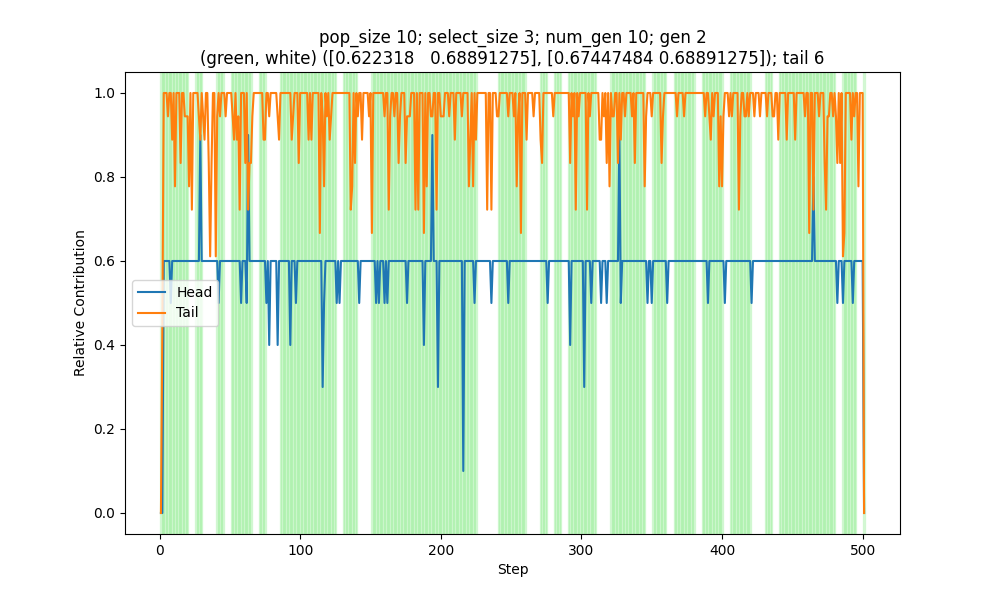 pop_size 10; select_size 3; num_gen 10; gen 2
(green, white) ([0.622318   0.68891275], [0.67447484 0.68891275]); tail 6
1.0
0.8
0.6
0.4
0.2
0.0
Relative Contribution
Head
Tail
0
100
200
300
400
500
Step